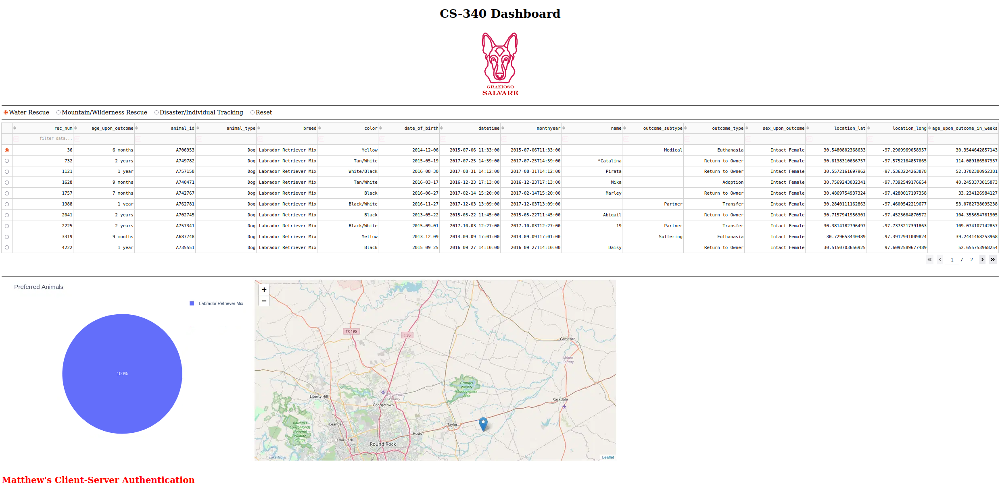 CS-340 Dashboard
GRAZIOSO
SALVARE
Water Rescue Mountain/Wilderness Rescue Disaster/Individual Tracking Reset
rec_num age_upon_outcome animal_id animal_type breed color date_of_birth datetime monthyear name outcome_subtype outcome_type sex_upon_outcome location_lat location_long age_upon_outcome_in_weeks
filter data...
36 6 months A706953 Dog Labrador Retriever Mix Yellow 2014-12-06 2015-07-06 11:33:00 2015-07-06T11:33:00 Medical Euthanasia Intact Female 30.5480802368633 -97.2969969058957 30.3544642857143
732 2 years A749782 Dog Labrador Retriever Mix Tan/White 2015-05-19 2017-07-25 14:59:00 2017-07-25T14:59:00 *Catalina Return to Owner Intact Female 30.6138310636757 -97.5752164857665 114.089186507937
1121 1 year A757158 Dog Labrador Retriever Mix White/Black 2016-08-30 2017-08-31 14:12:00 2017-08-31T14:12:00 Pirata Return to Owner Intact Female 30.5572161697962 -97.5363224263878 52.3702380952381
1628 9 months A740471 Dog Labrador Retriever Mix Tan/White 2016-03-17 2016-12-23 17:13:00 2016-12-23T17:13:00 Mika Adoption Intact Female 30.7569243032341 -97.7392549176654 40.2453373015873
1757 7 months A742767 Dog Labrador Retriever Mix Black 2016-06-27 2017-02-14 15:20:00 2017-02-14T15:20:00 Marley Return to Owner Intact Female 30.4869754937324 -97.4280017197358 33.234126984127
1988 1 year A762781 Dog Labrador Retriever Mix Black/White 2016-11-27 2017-12-03 13:09:00 2017-12-03T13:09:00 Partner Transfer Intact Female 30.2840111162863 -97.4600542219677 53.0782738095238
2041 2 years A702745 Dog Labrador Retriever Mix Black 2013-05-22 2015-05-22 11:45:00 2015-05-22T11:45:00 Abigail Return to Owner Intact Female 30.7157941956301 -97.4523664870572 104.355654761905
2225 2 years A757341 Dog Labrador Retriever Mix Black/White 2015-09-01 2017-10-03 12:27:00 2017-10-03T12:27:00 19 Partner Transfer Intact Female 30.3814182796497 -97.7373217391863 109.074107142857
3319 9 months A687748 Dog Labrador Retriever Mix Yellow 2013-12-09 2014-09-09 17:01:00 2014-09-09T17:01:00 Suffering Euthanasia Intact Female 30.729653440489 -97.3912941009824 39.2441468253968
4222 1 year A735551 Dog Labrador Retriever Mix Black 2015-09-25 2016-09-27 14:10:00 2016-09-27T14:10:00 Daisy Return to Owner Intact Female 30.5150703656925 -97.6092589677489 52.655753968254
« ‹ 1 / 2 › »
Preferred Animals
Labrador Retriever Mix
100%
+
−
TX 195
I 35
Cameron
Milam
County
Granger
Wildlife
Management
Area
Williamson
County
Liberty Hill
Georgetown
Rockdale
Balcones
Canyonlands
National
Wildlife
Refuge
Leander
Taylor
Hutto
Cedar Park
Round Rock
Lake Travis
Leaflet
Matthew's Client-Server Authentication